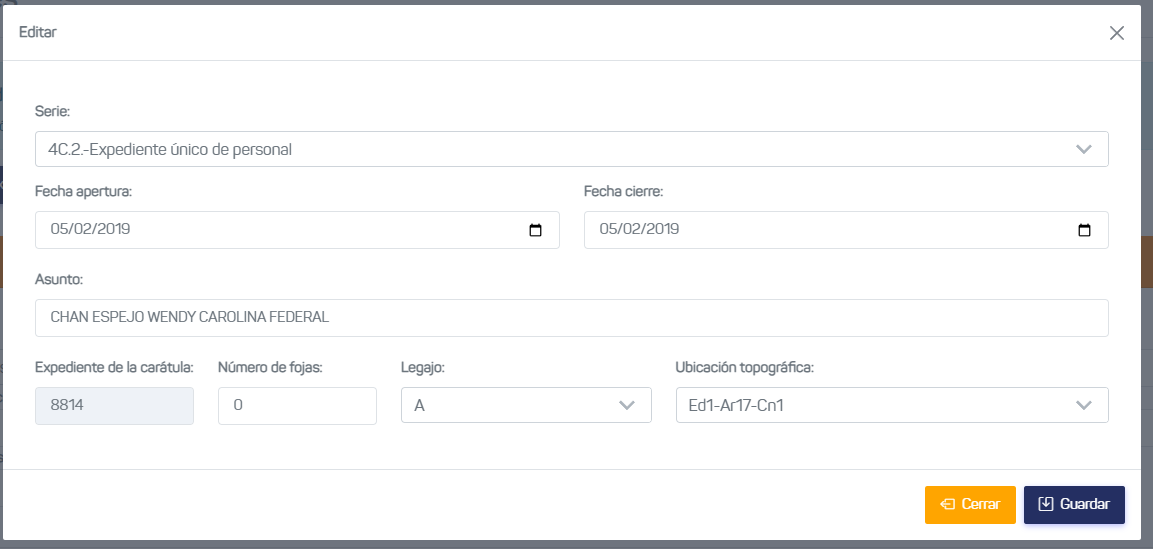 Editar
Serie:
4C.2.-Expediente único de personal
Fecha apertura:
Fecha cierre:
05/02/2019
05/02/2019
Asunto:
CHAN ESPEJO WENDY CAROLINA FEDERAL
Expediente de la carátula:
Número de fojas:
Legajo:
Ubicación topográfica:
8814
0
A
Ed1-Ar17-Cn1
Cerrar
Guardar